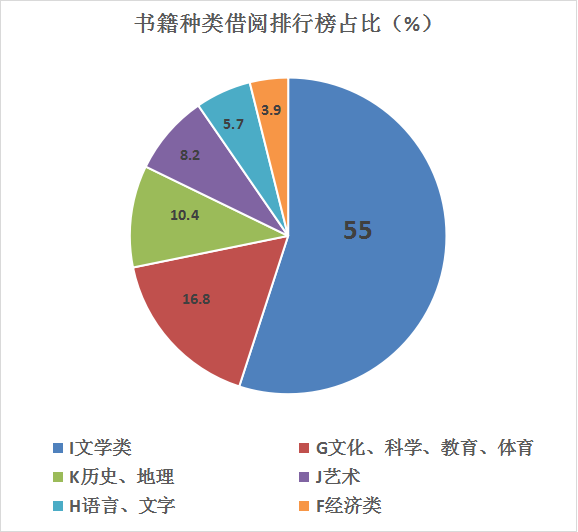 书籍种类借阅排行榜占比（%）
3.9
5.7
8.2
10.4
55
16.8
I文学类
G文化、科学、教育、体育
K历史、地理
J艺术
H语言、文字
F经济类